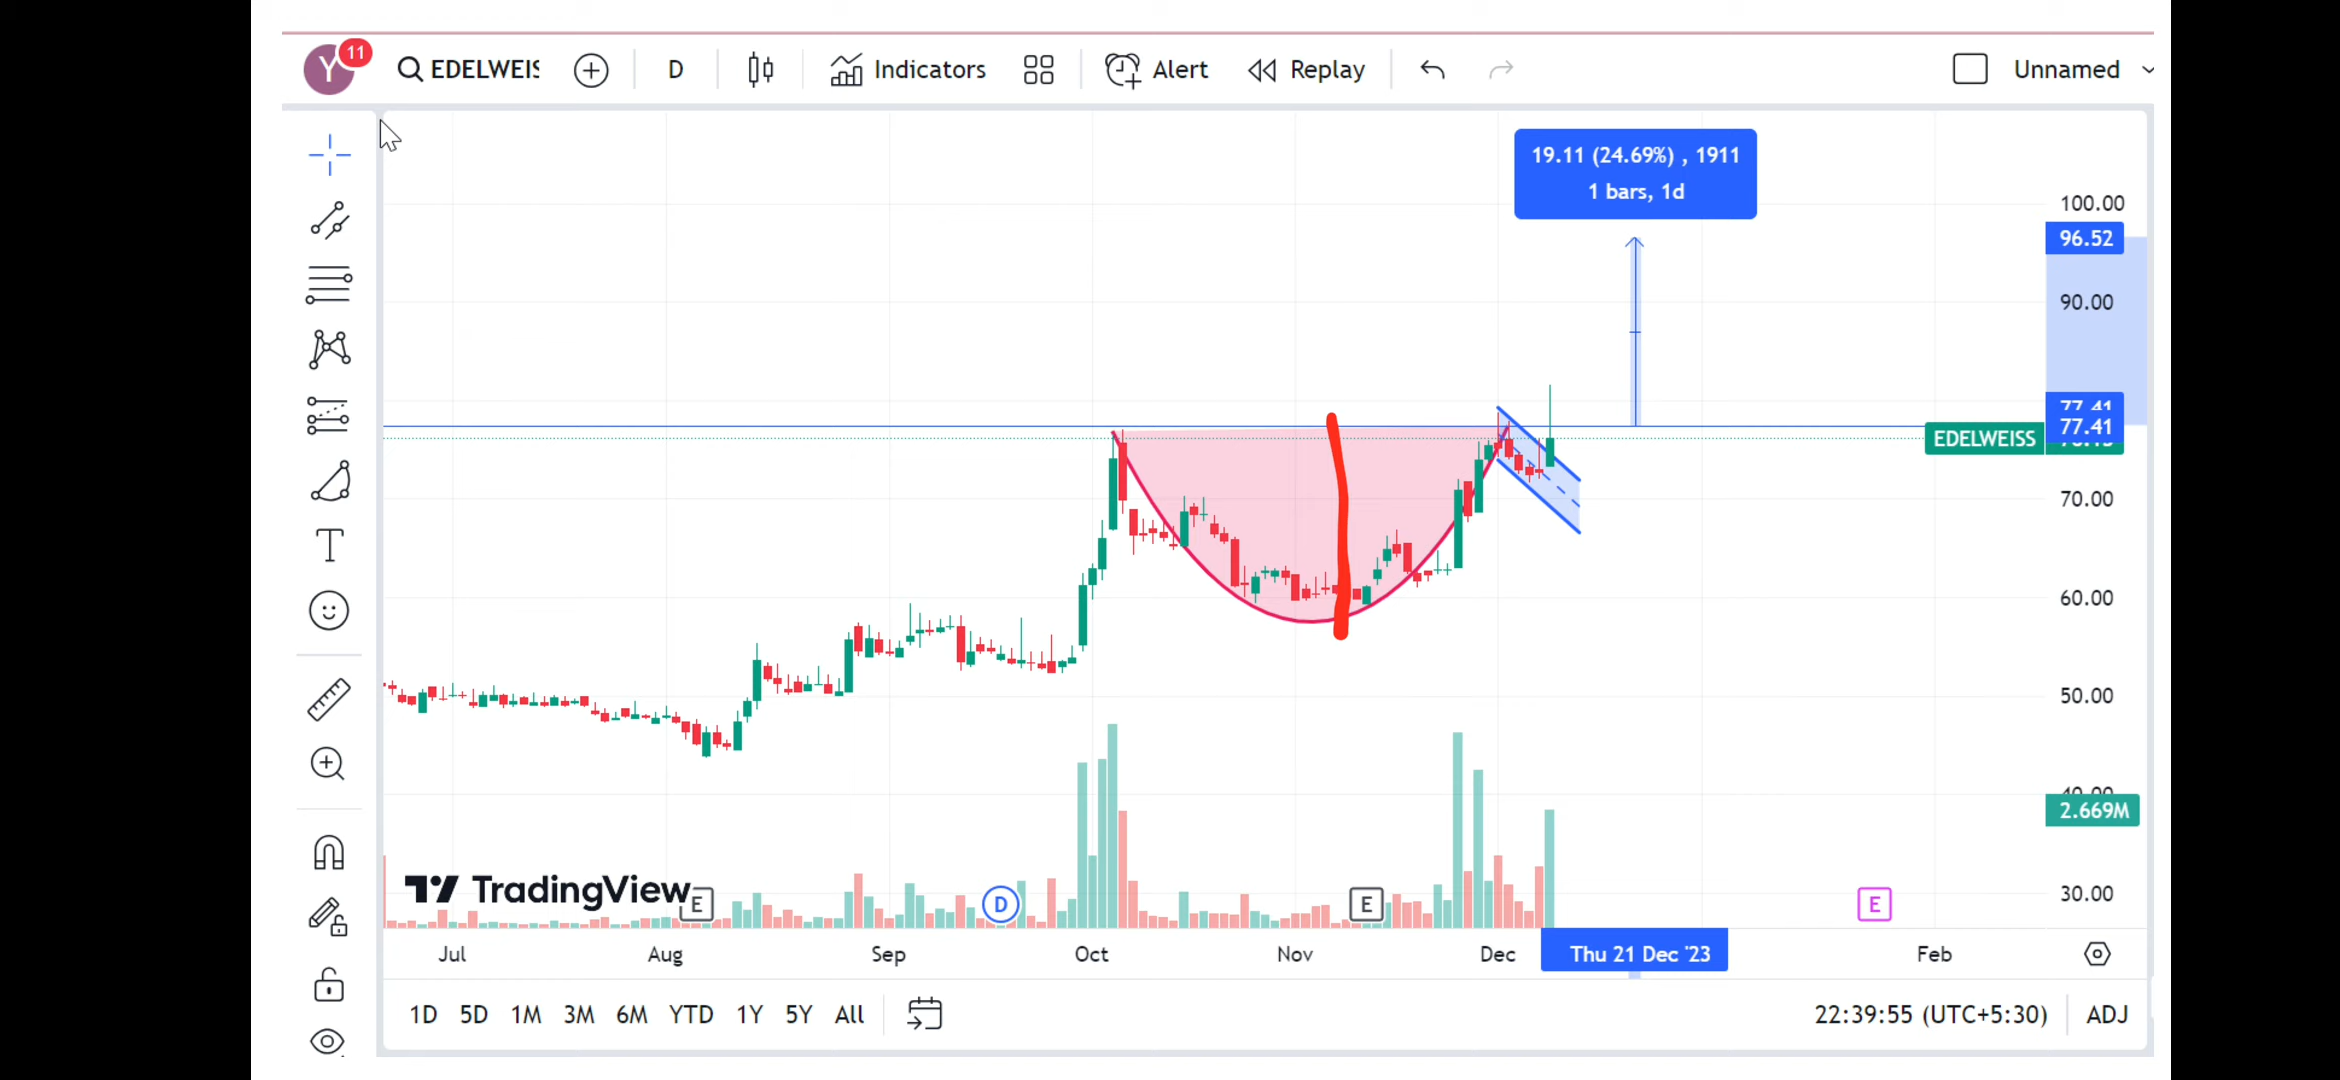 Y 11 EDELWEIS D Indicators Alert Replay Unnamed
19.11 (24.69%) , 1911
1 bars, 1d
100.00
96.52
90.00
77.41
77.41
EDELWEISS
70.00
60.00
50.00
2.669M
30.00
TradingView
E D E E
Jul Aug Sep Oct Nov Dec Thu 21 Dec '23 Feb
1D 5D 1M 3M 6M YTD 1Y 5Y All 22:39:55 (UTC+5:30) ADJ